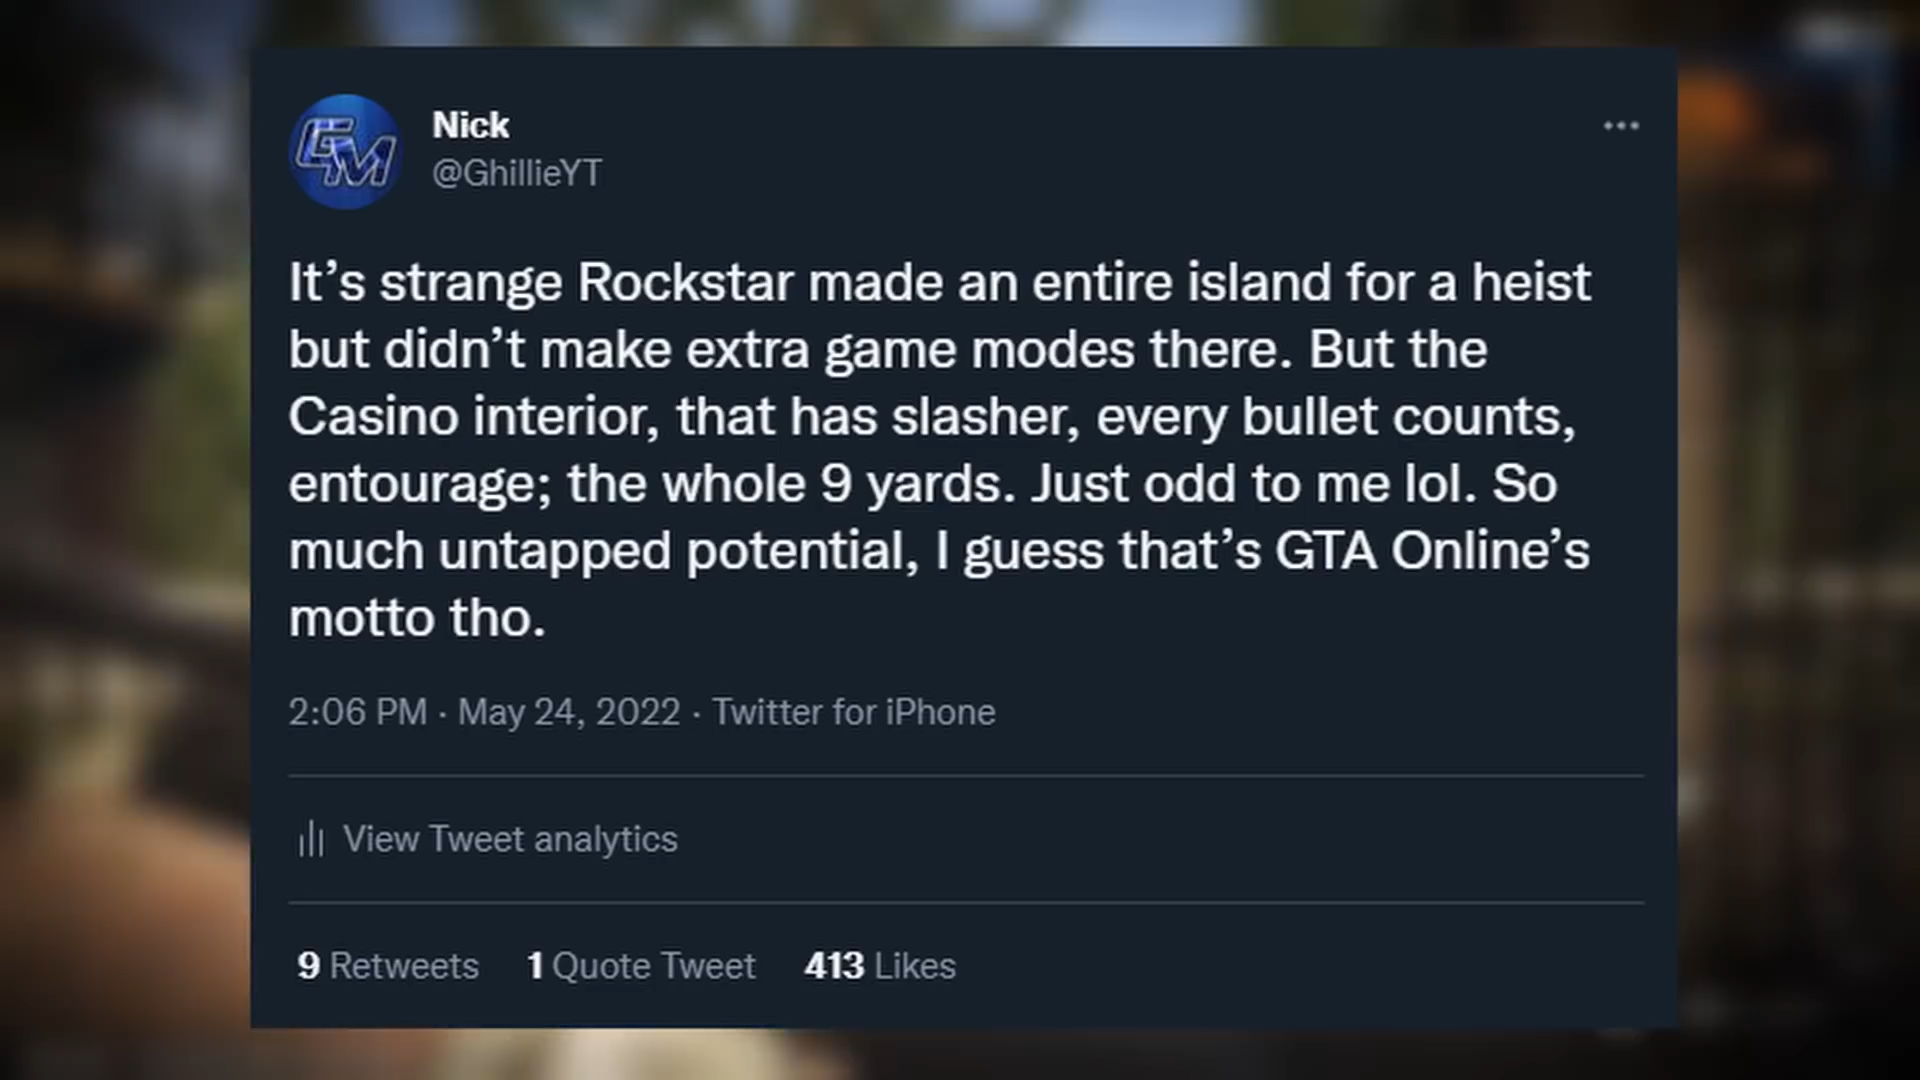 GM
Nick
@GhillieYT
It’s strange Rockstar made an entire island for a heist
but didn’t make extra game modes there. But the
Casino interior, that has slasher, every bullet counts,
entourage; the whole 9 yards. Just odd to me lol. So
much untapped potential, I guess that’s GTA Online’s
motto tho.
2:06 PM · May 24, 2022 · Twitter for iPhone
View Tweet analytics
9 Retweets 1 Quote Tweet 413 Likes